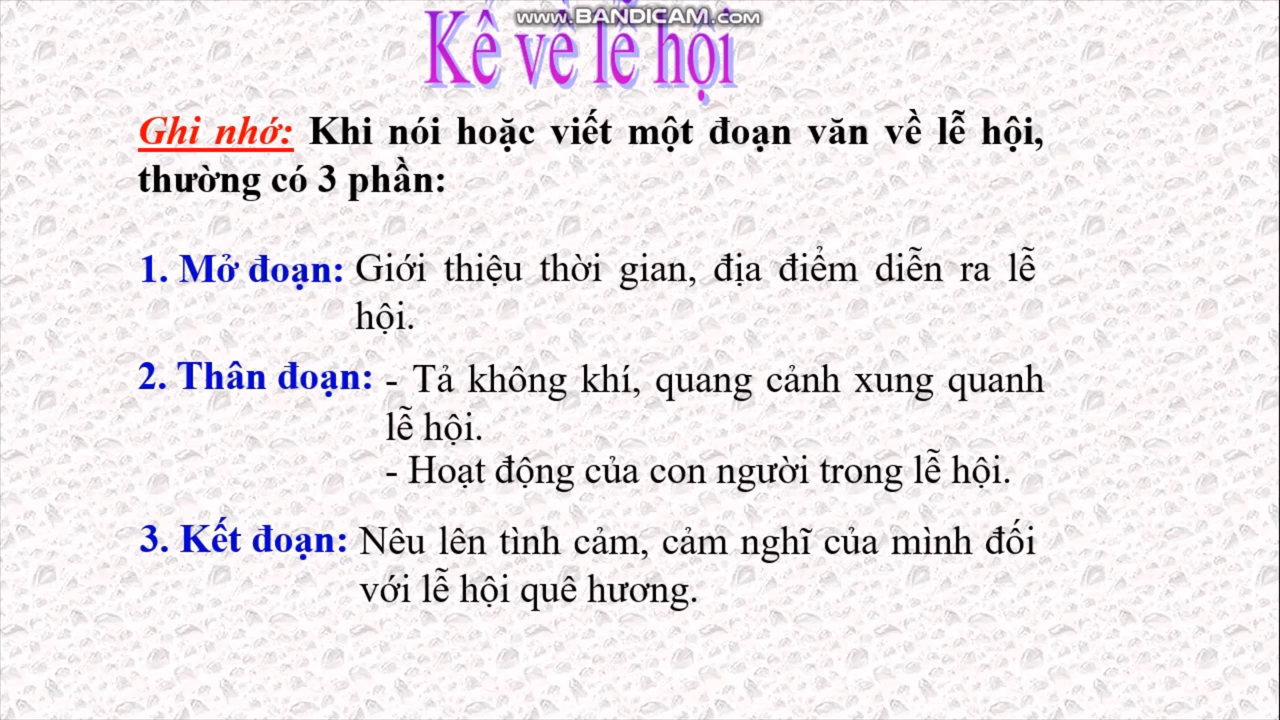 www.BANDICAM.com
Kể về lễ hội
Ghi nhớ: Khi nói hoặc viết một đoạn văn về lễ hội,
thường có 3 phần:
1. Mở đoạn: Giới thiệu thời gian, địa điểm diễn ra lễ
hội.
2. Thân đoạn: - Tả không khí, quang cảnh xung quanh
lễ hội.
- Hoạt động của con người trong lễ hội.
3. Kết đoạn: Nêu lên tình cảm, cảm nghĩ của mình đối
với lễ hội quê hương.